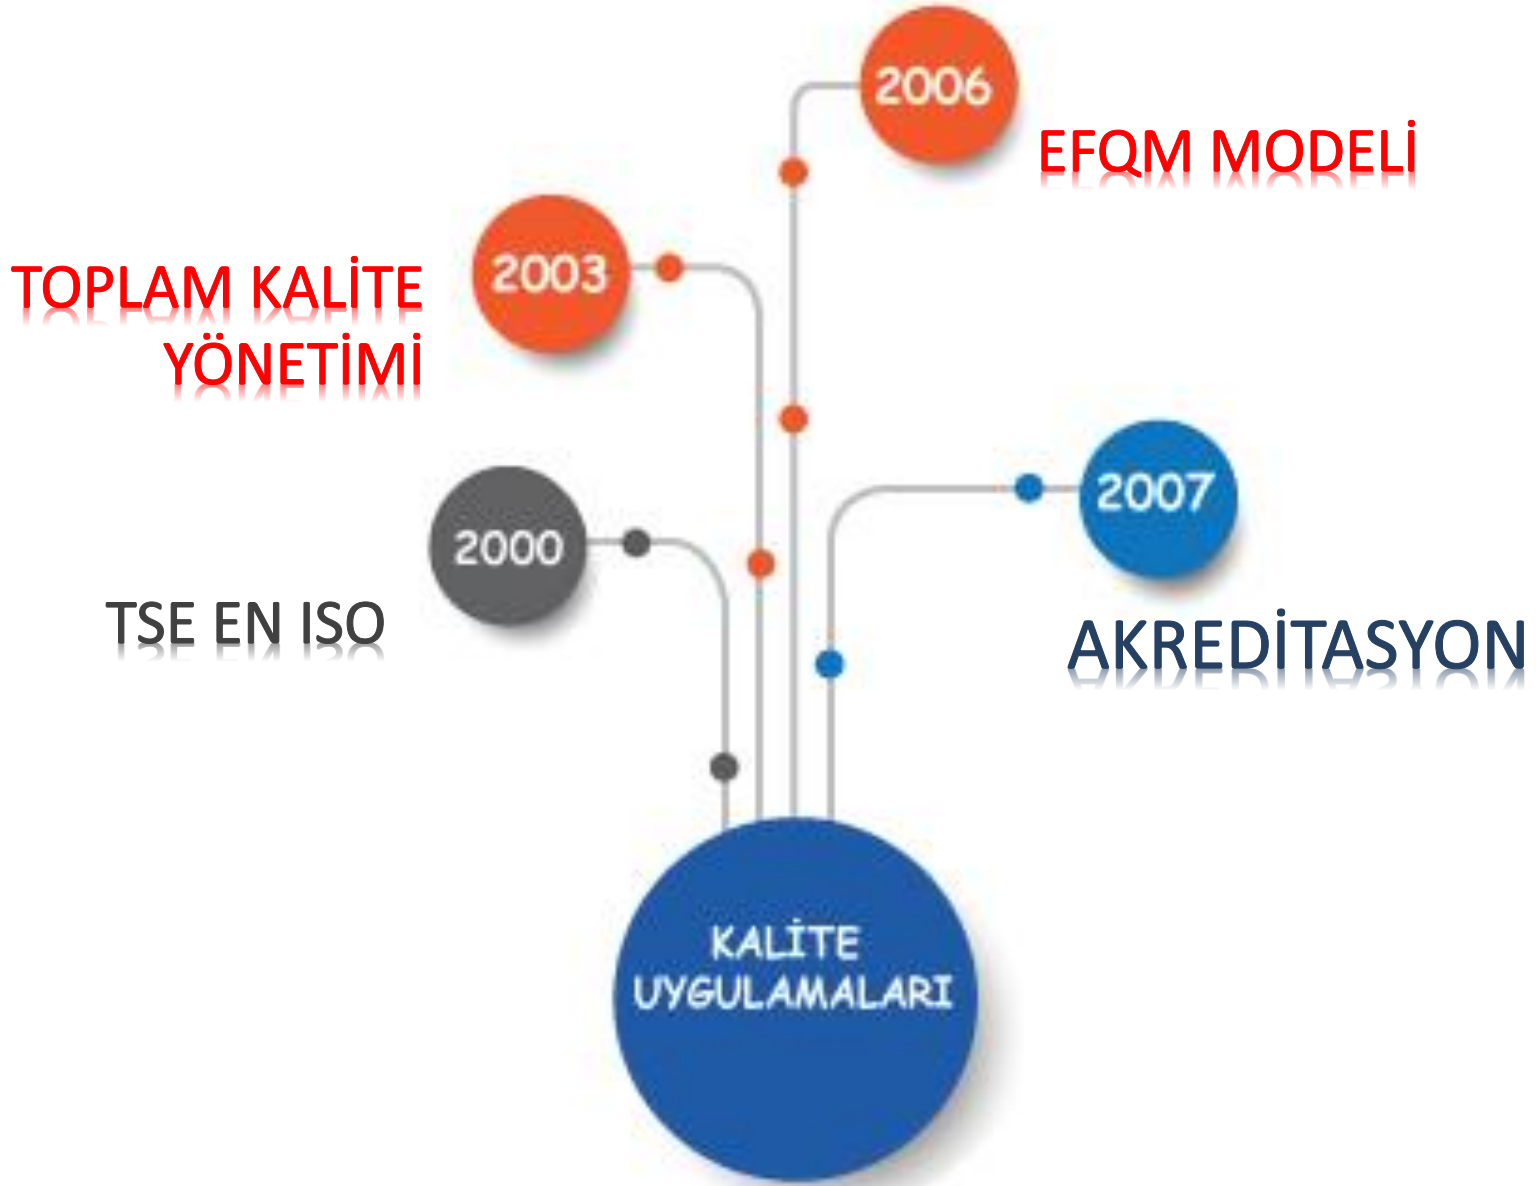 2006
EFQM MODELİ
2003
TOPLAM KALİTE
YÖNETİMİ
2007
2000
TSE EN ISO
AKREDİTASYON
KALİTE
UYGULAMALARI